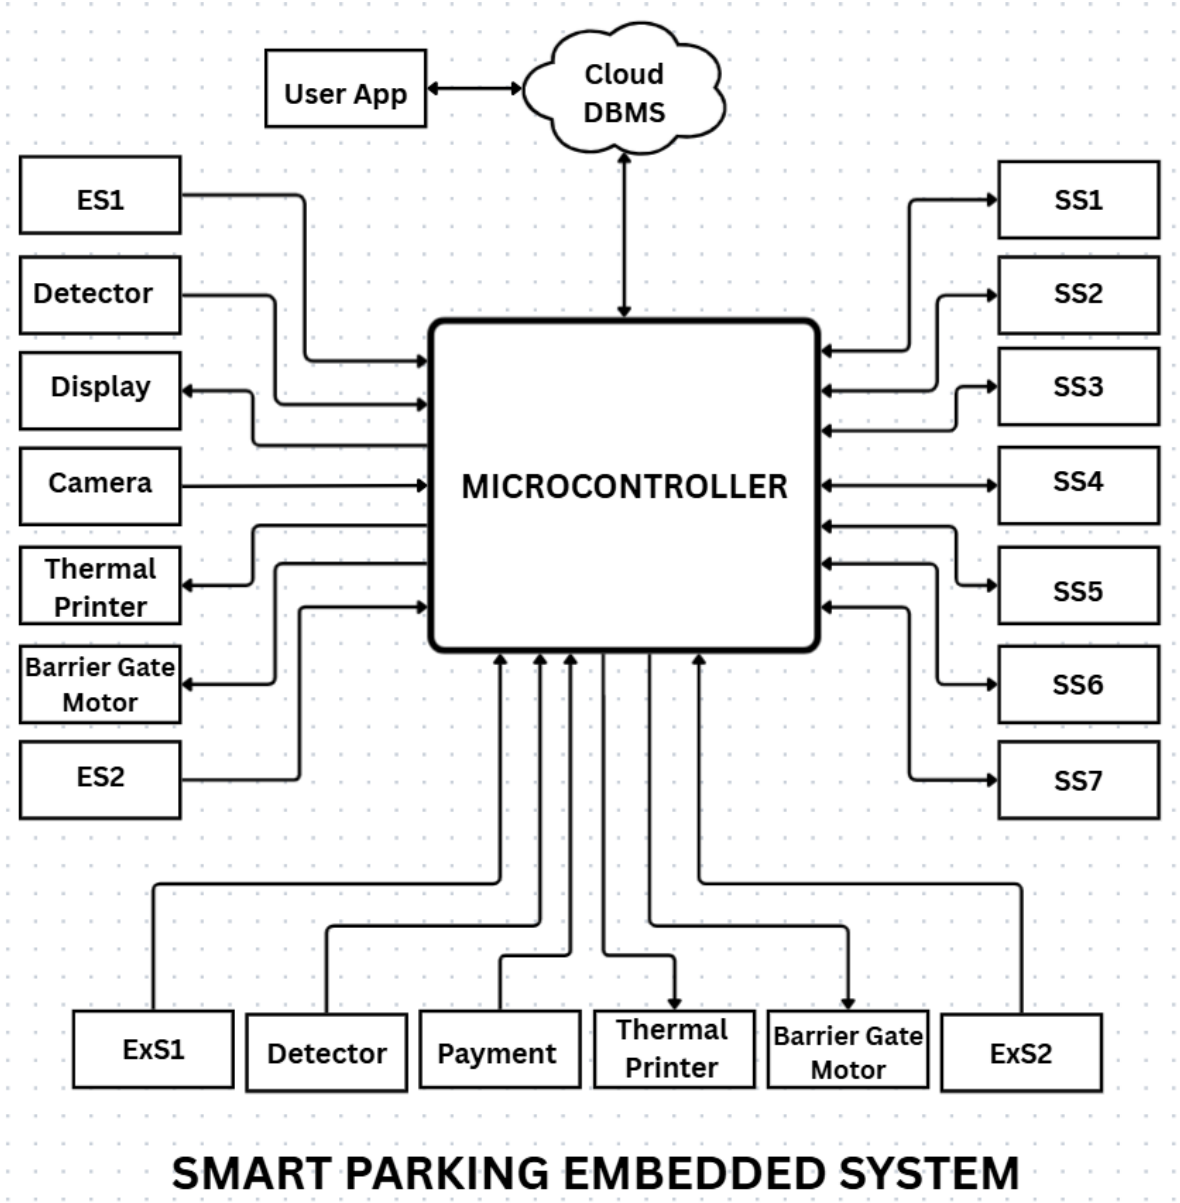 User App
Cloud
DBMS
ES1
Detector
Display
Camera
Thermal
Printer
Barrier Gate
Motor
ES2
MICROCONTROLLER
SS1
SS2
SS3
SS4
SS5
SS6
SS7
ExS1
Detector
Payment
Thermal
Printer
Barrier Gate
Motor
ExS2
SMART PARKING EMBEDDED SYSTEM